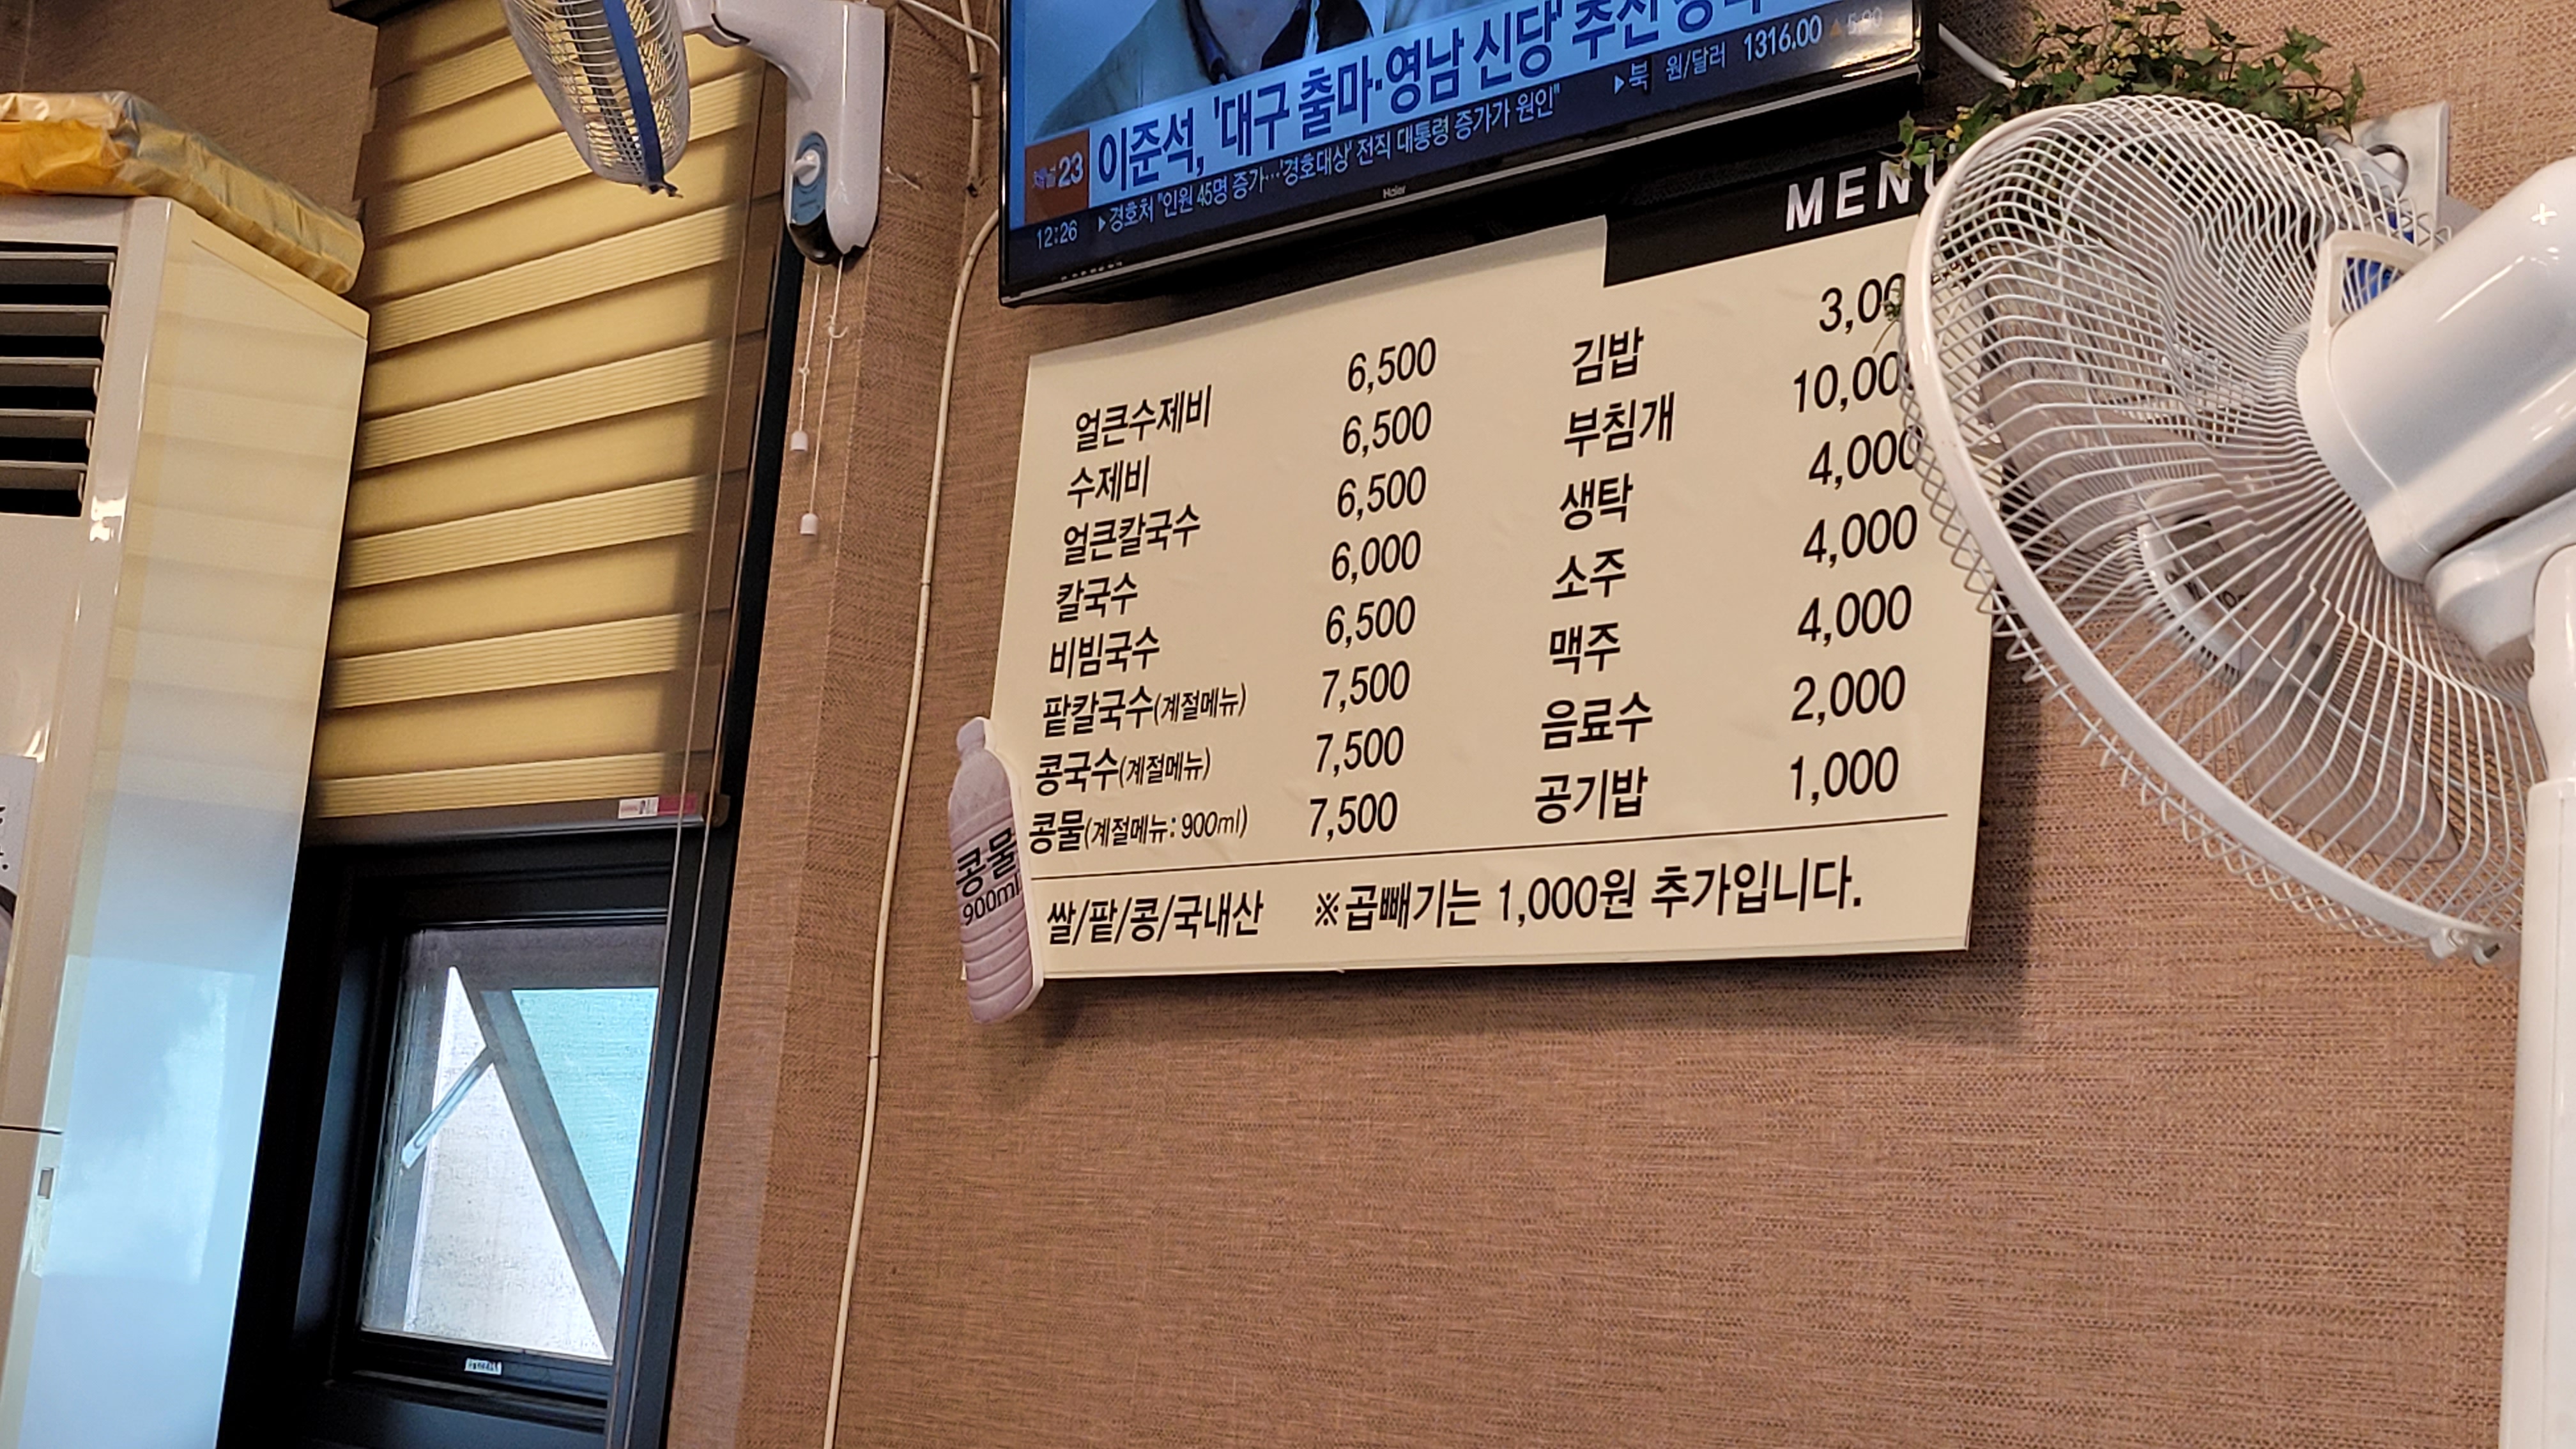 이준석, '대구 출마·영남 신당' 추진
23
12:26 ▶경호처 "인원 45명 증가…'경호대상' 전직 대통령 증가가 원인" ▶북 원/달러 1316.00 ▲ 5.90
Haier
MENU
얼큰수제비 6,500
수제비 6,500
얼큰칼국수 6,500
칼국수 6,000
비빔국수 6,500
팥칼국수(계절메뉴) 7,500
콩국수(계절메뉴) 7,500
콩물(계절메뉴: 900ml) 7,500
김밥 3,00
부침개 10,00
생탁 4,000
소주 4,000
맥주 4,000
음료수 2,000
공기밥 1,000
쌀/팥/콩/국내산 ※곱빼기는 1,000원 추가입니다.
콩물
900ml